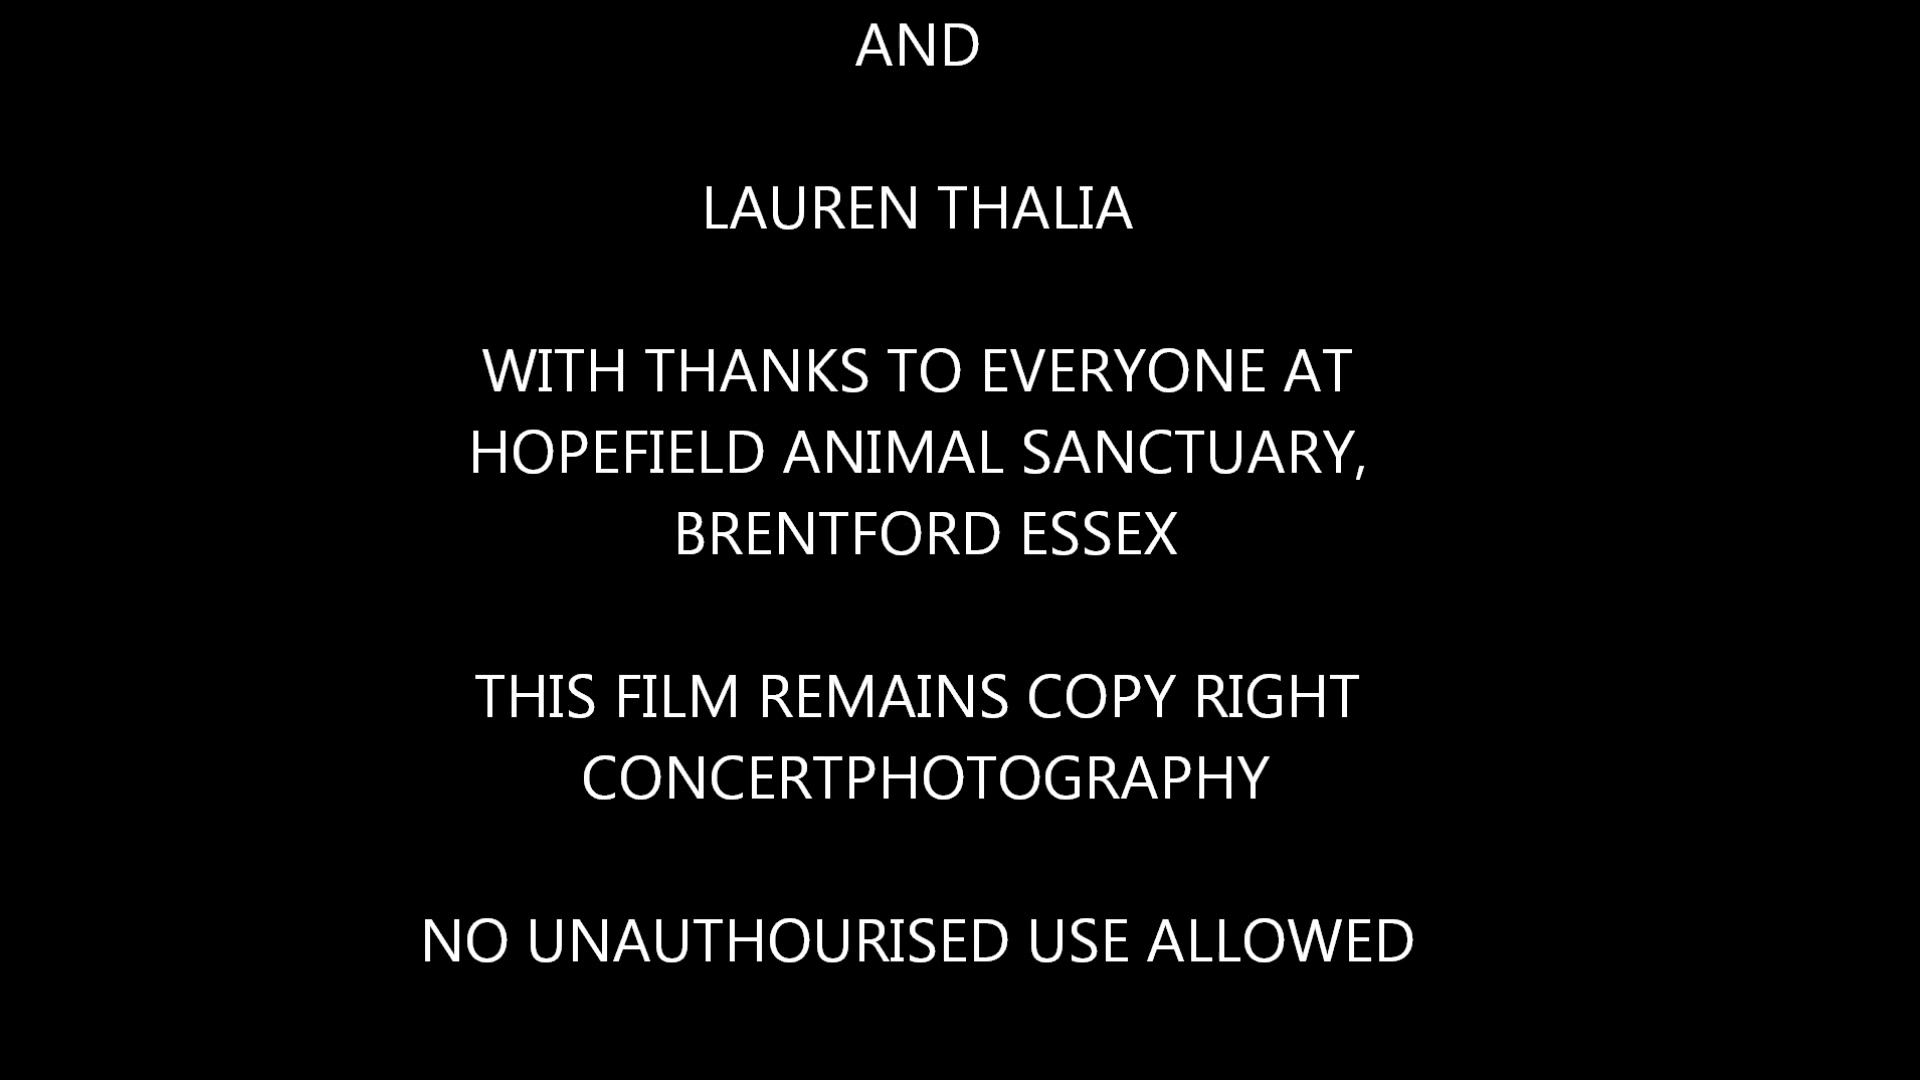 AND
LAUREN THALIA
WITH THANKS TO EVERYONE AT
HOPEFIELD ANIMAL SANCTUARY,
BRENTFORD ESSEX
THIS FILM REMAINS COPY RIGHT
CONCERTPHOTOGRAPHY
NO UNAUTHOURISED USE ALLOWED